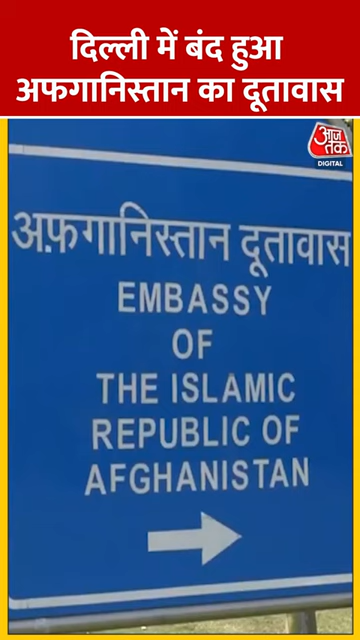 दिल्ली में बंद हुआ
अफगानिस्तान का दूतावास
आज तक
DIGITAL
अफ़गानिस्तान दूतावास
EMBASSY
OF
THE ISLAMIC
REPUBLIC OF
AFGHANISTAN